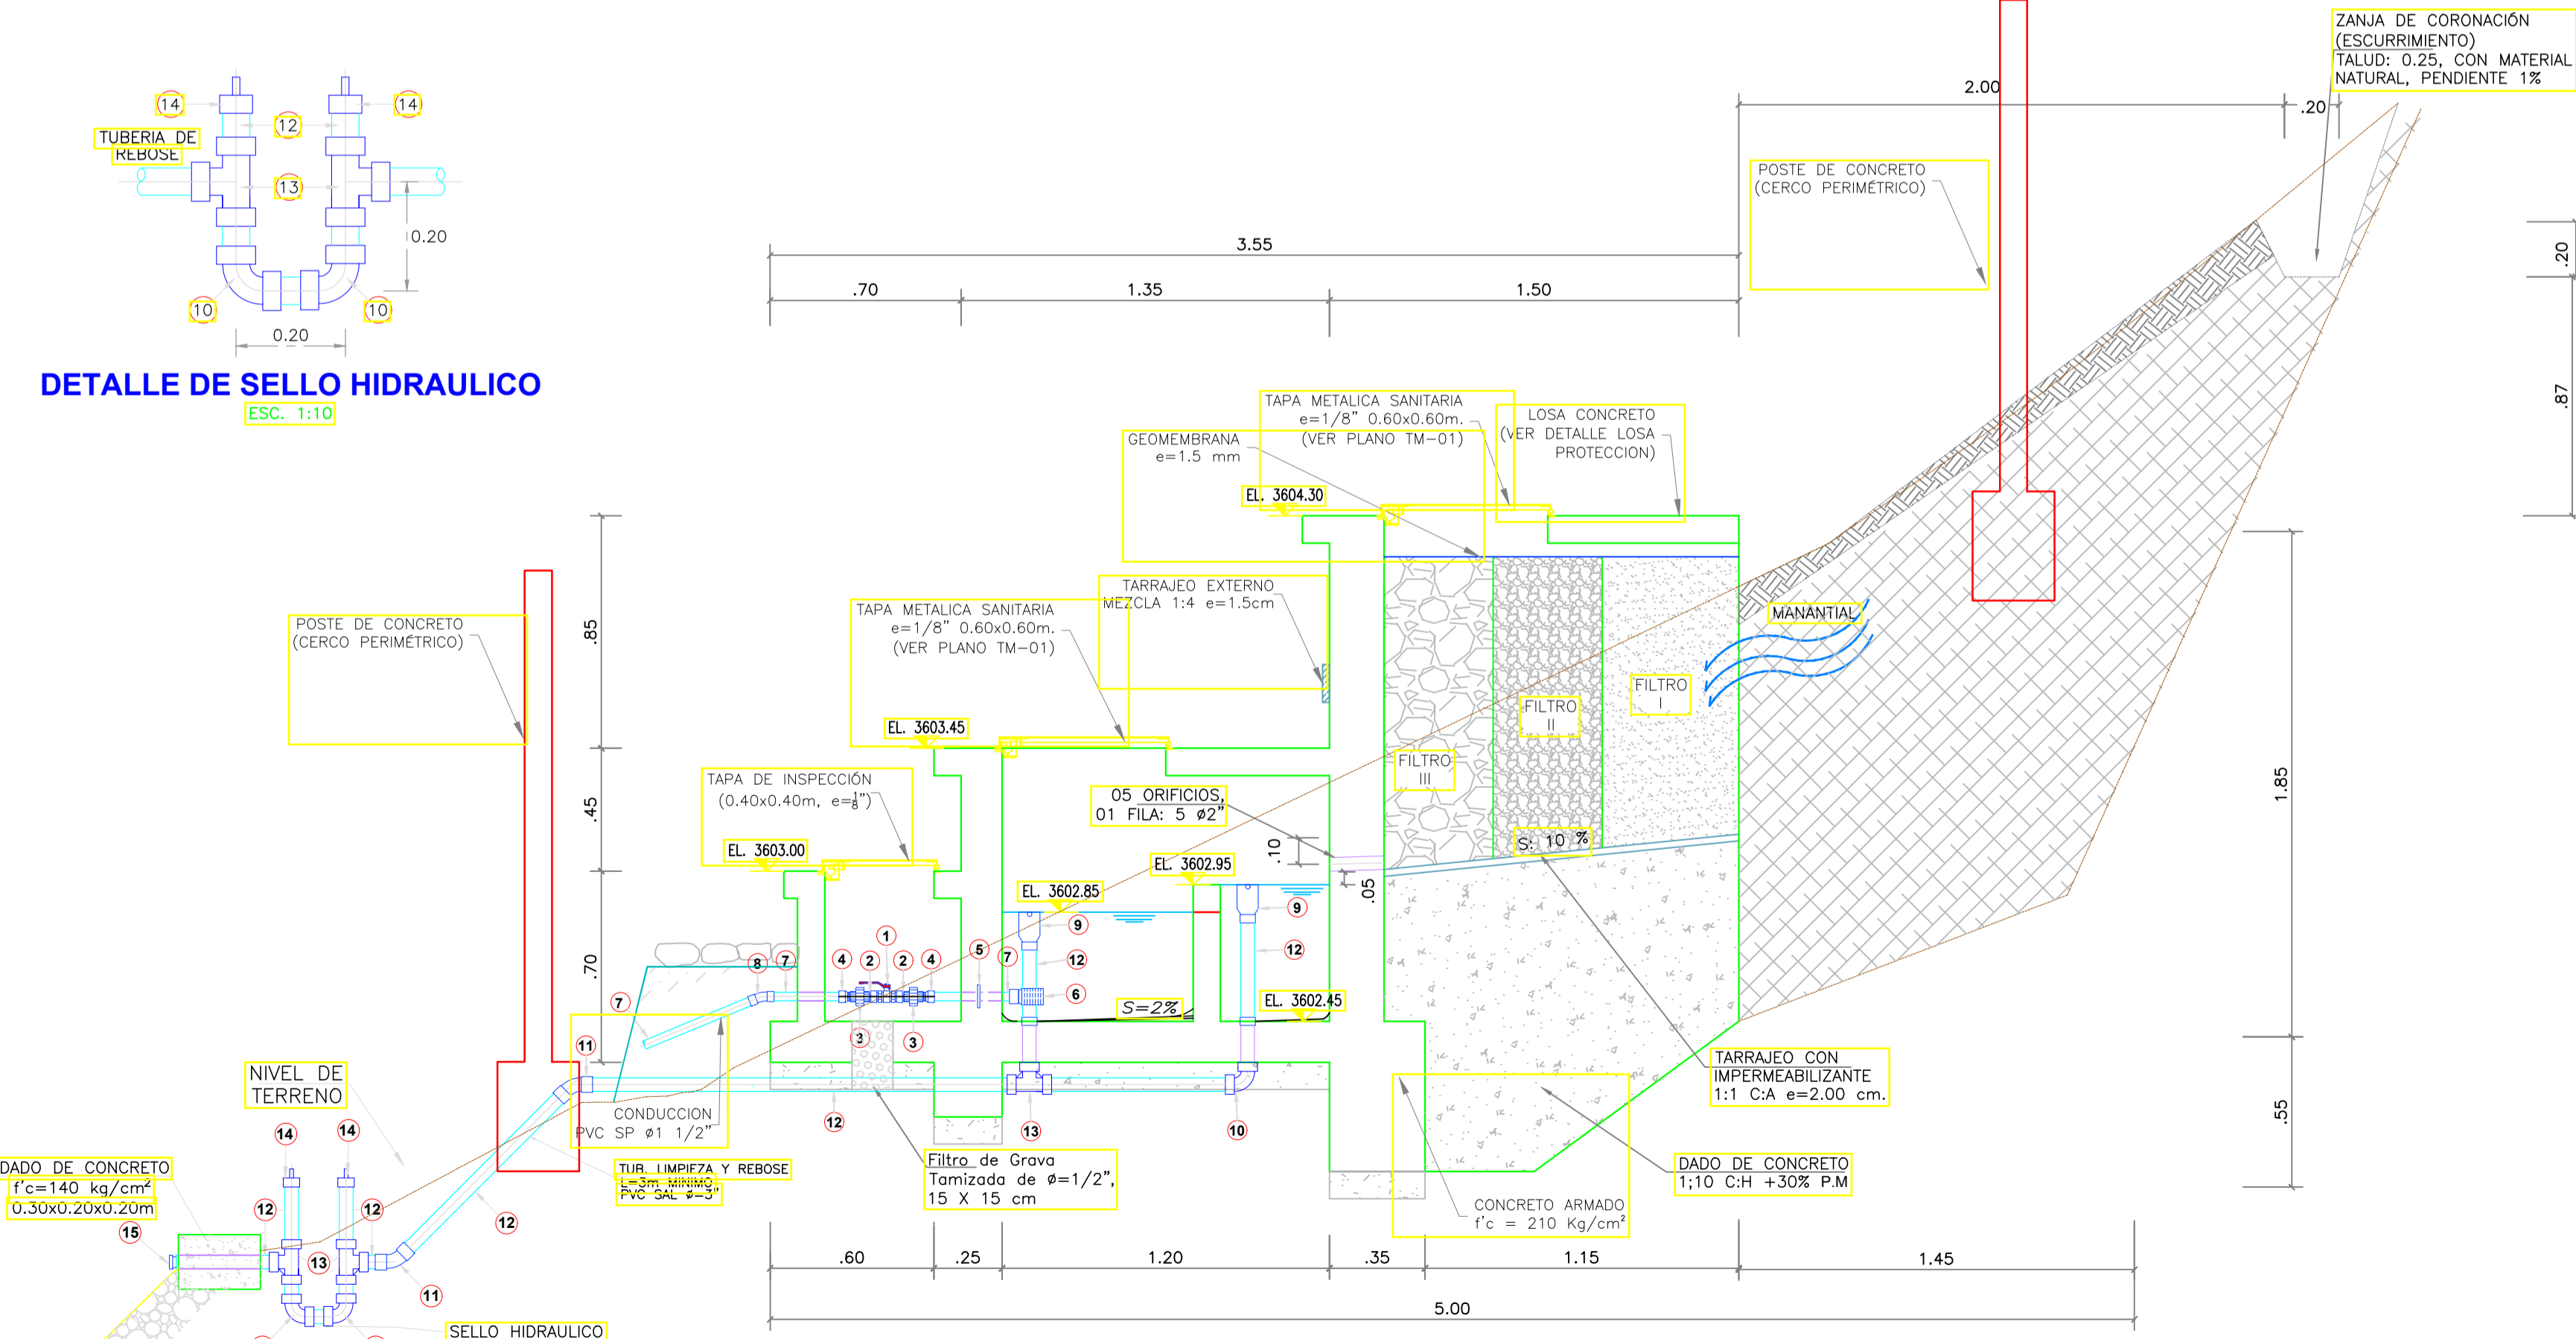 14
14
12
TUBERIA DE
REBOSE
13
0.20
10
10
0.20
DETALLE DE SELLO HIDRAULICO
ESC. 1:10
ZANJA DE CORONACIÓN
(ESCURRIMIENTO)
TALUD: 0.25, CON MATERIAL
NATURAL, PENDIENTE 1%
2.00
.20
POSTE DE CONCRETO
(CERCO PERIMÉTRICO)
.20
.87
3.55
.70
1.35
1.50
TAPA METALICA SANITARIA
e=1/8” 0.60x0.60m.
(VER PLANO TM-01)
LOSA CONCRETO
(VER DETALLE LOSA
PROTECCION)
GEOMEMBRANA
e=1.5 mm
EL. 3604.30
TARRAJEO EXTERNO
MEZCLA 1:4 e=1.5cm
TAPA METALICA SANITARIA
e=1/8” 0.60x0.60m.
(VER PLANO TM-01)
POSTE DE CONCRETO
(CERCO PERIMÉTRICO)
.85
MANANTIAL
FILTRO
I
FILTRO
II
FILTRO
III
EL. 3603.45
TAPA DE INSPECCIÓN
(0.40x0.40m, e=1/8”)
.45
05 ORIFICIOS,
01 FILA: 5 ø2”
1.85
S: 10 %
.10
EL. 3603.00
EL. 3602.95
.05
EL. 3602.85
9
9
.70
1
5
12
12
8
7
4
2
2
4
7
7
6
S=2%
EL. 3602.45
3
3
11
NIVEL DE
TERRENO
CONDUCCION
PVC SP ø1 1/2”
12
13
10
TARRAJEO CON
IMPERMEABILIZANTE
1:1 C:A e=2.00 cm.
.55
14
14
DADO DE CONCRETO
f'c=140 kg/cm²
0.30x0.20x0.20m
TUB. LIMPIEZA Y REBOSE
L=3m MINIMO
PVC SAL ø=3”
Filtro de Grava
Tamizada de ø=1/2”,
15 X 15 cm
DADO DE CONCRETO
1;10 C:H +30% P.M
CONCRETO ARMADO
f'c = 210 Kg/cm²
12
12
12
15
13
11
.60
.25
1.20
.35
1.15
1.45
5.00
SELLO HIDRAULICO